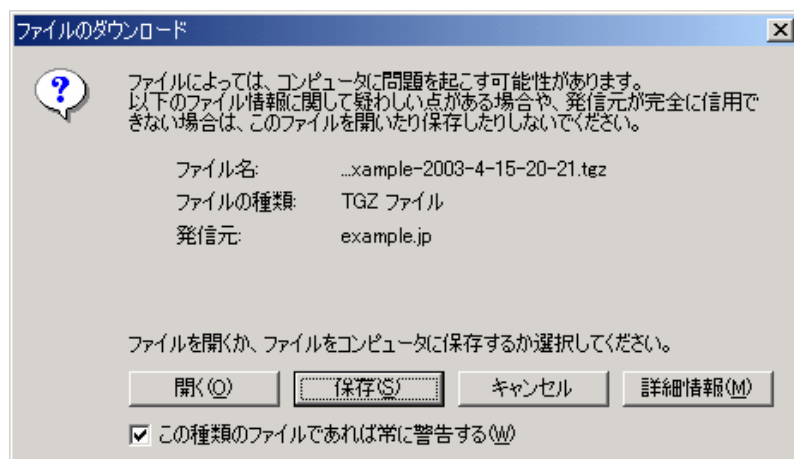 ファイルのダウンロード
ファイルによっては、コンピュータに問題を起こす可能性があります。
以下のファイル情報に関して疑わしい点がある場合や、発信元が完全に信用で
きない場合は、このファイルを開いたり保存したりしないでください。
ファイル名: ...xample-2003-4-15-20-21.tgz
ファイルの種類: TGZ ファイル
発信元: example.jp
ファイルを開くか、ファイルをコンピュータに保存するか選択してください。
開く(O) 保存(S) キャンセル 詳細情報(M)
この種類のファイルであれば常に警告する(W)